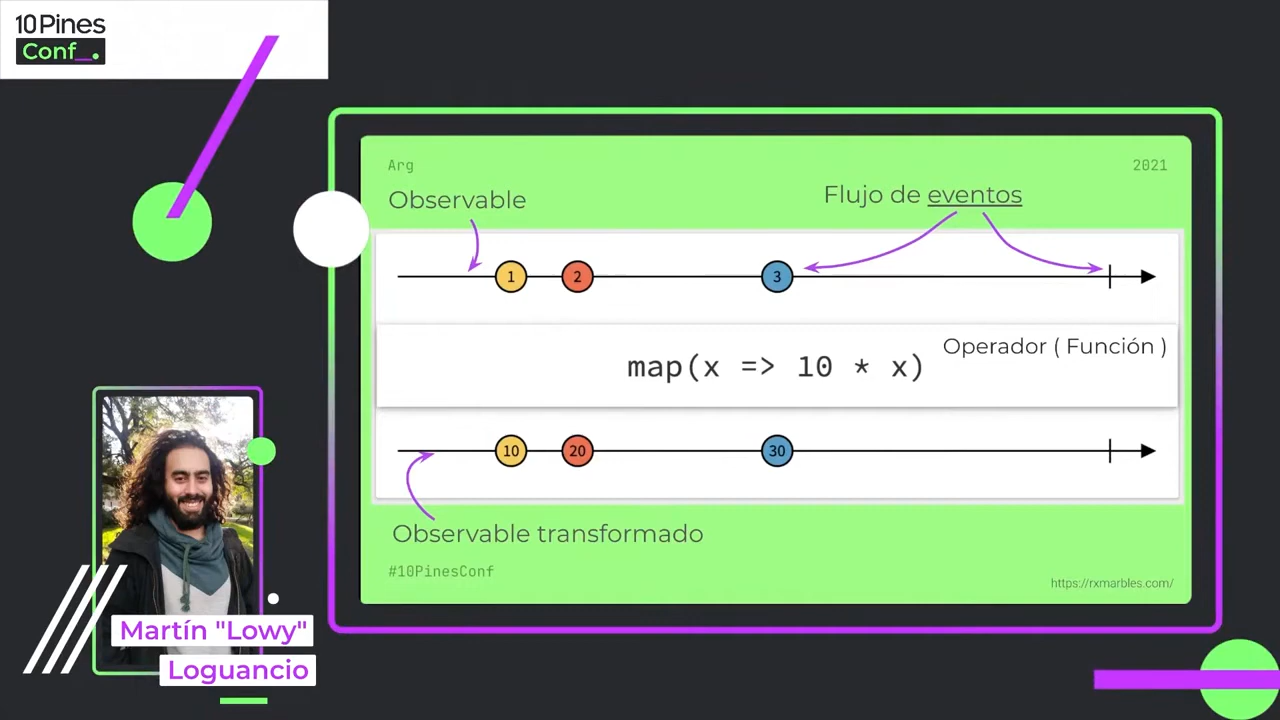 10Pines
Conf_.
Arg
2021
Observable
Flujo de eventos
1
2
3
map(x => 10 * x)
Operador ( Función )
10
20
30
Observable transformado
#10PinesConf
https://rxmarbles.com/
Martín "Lowy"
Loguancio